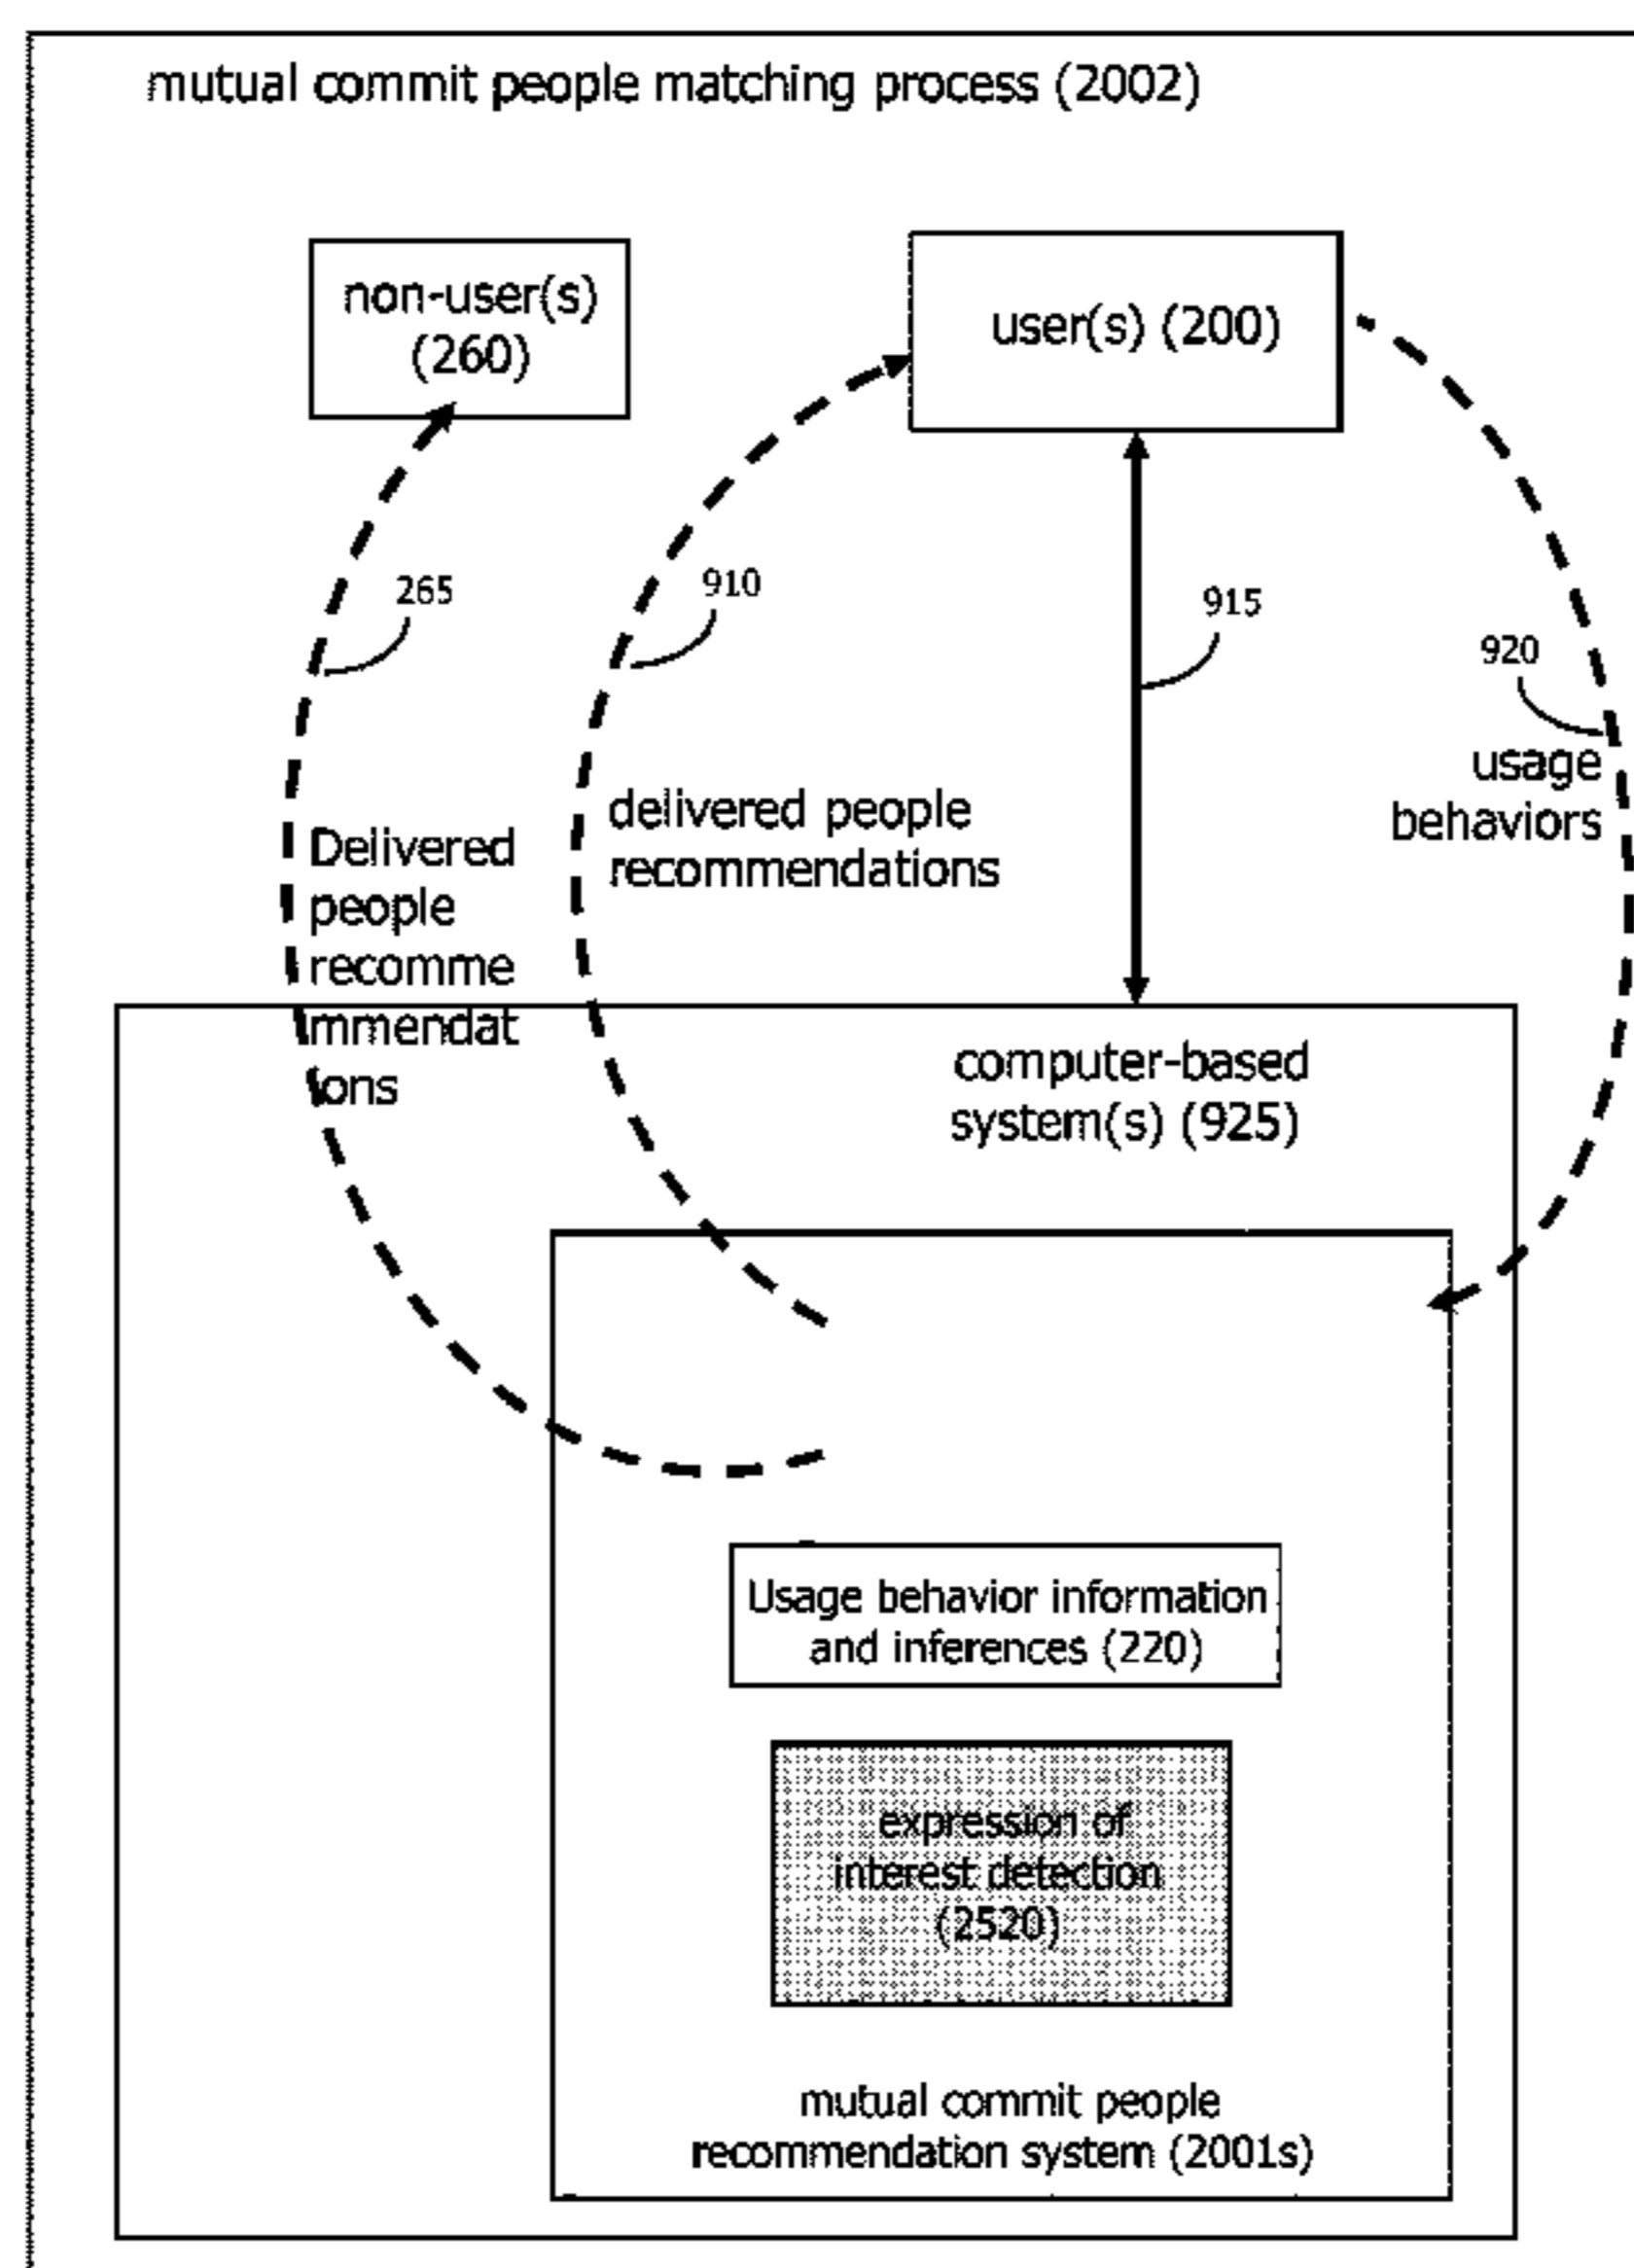 mutual commit people matching process (2002)
non-user(s)
(260)
user(s) (200)
265
910
915
920
usage
behaviors
delivered people
recommendations
Delivered
people
recomme
mmendat
ions
computer-based
system(s) (925)
Usage behavior information
and inferences (220)
expression of
interest detection
(2520)
mutual commit people
recommendation system (2001s)